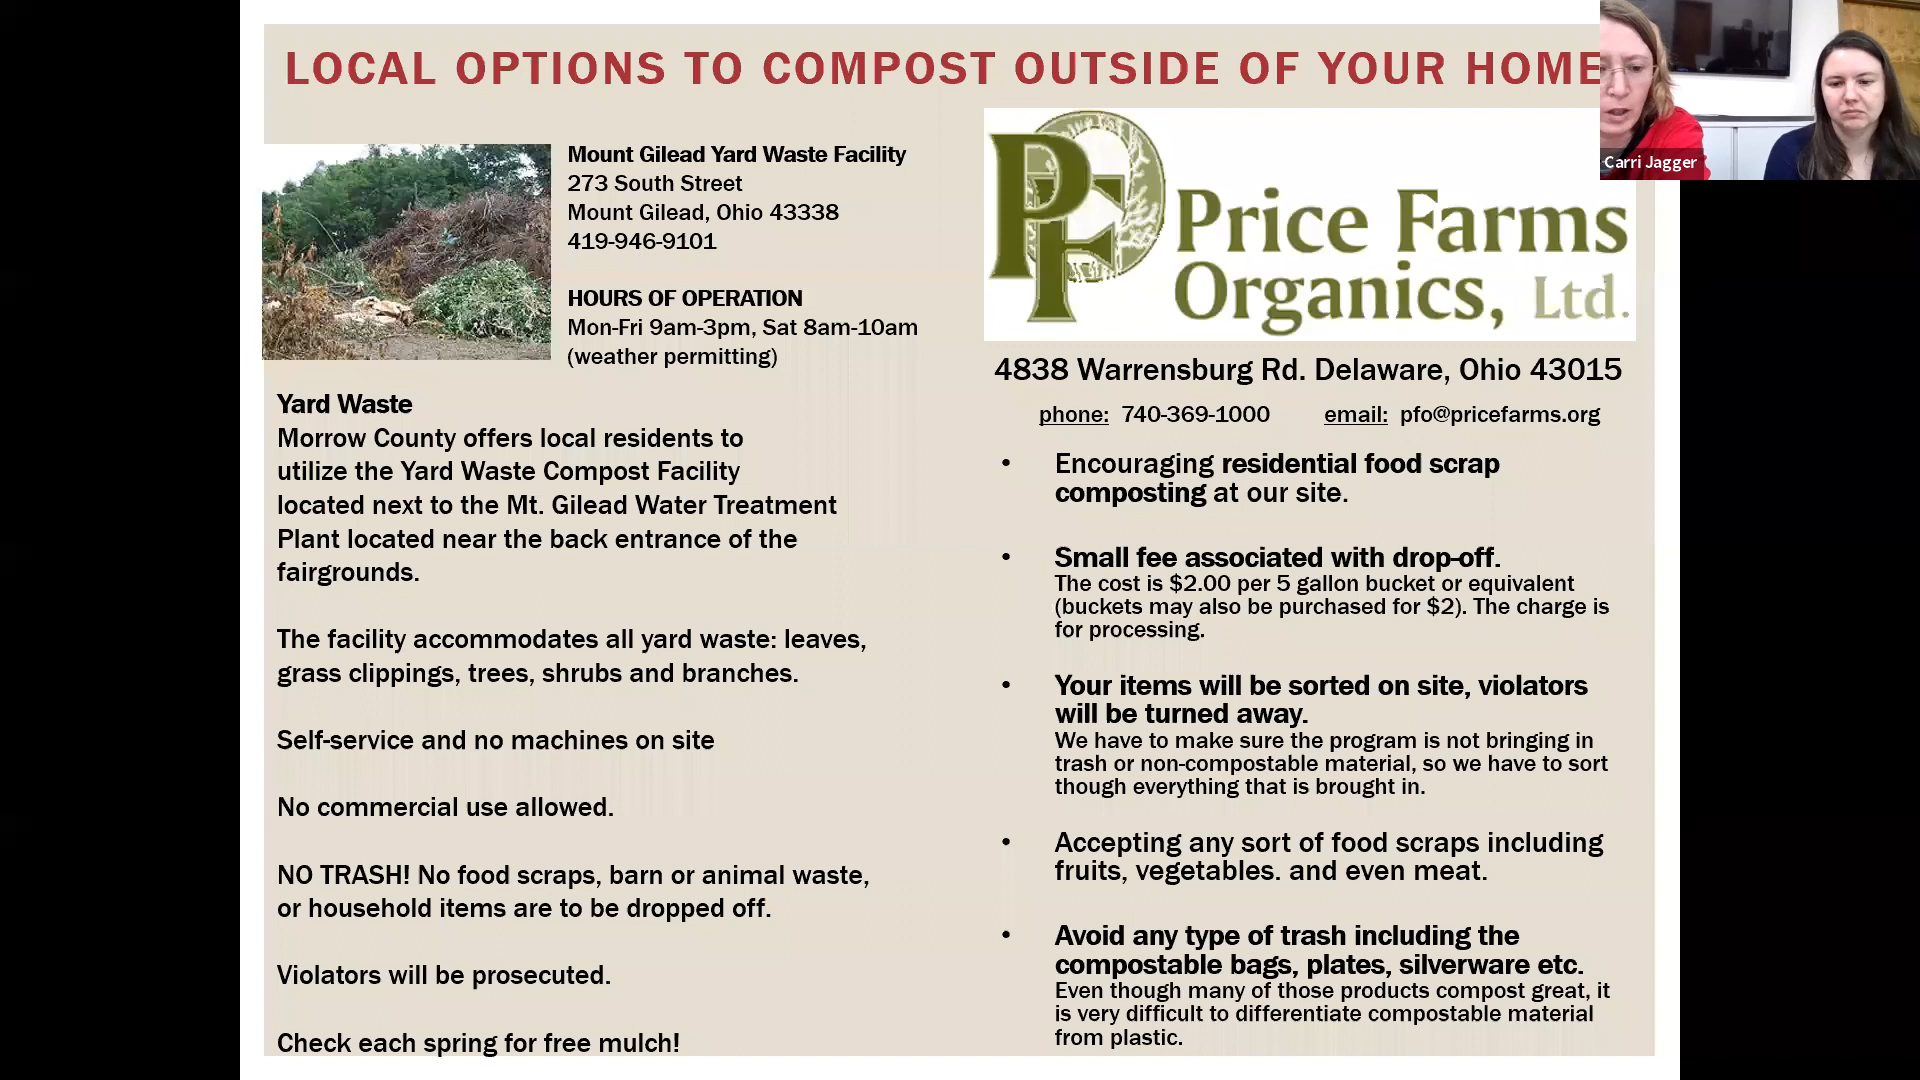 LOCAL OPTIONS TO COMPOST OUTSIDE OF YOUR HOME
Mount Gilead Yard Waste Facility
273 South Street
Mount Gilead, Ohio 43338
419-946-9101
HOURS OF OPERATION
Mon-Fri 9am-3pm, Sat 8am-10am
(weather permitting)
Yard Waste
Morrow County offers local residents to
utilize the Yard Waste Compost Facility
located next to the Mt. Gilead Water Treatment
Plant located near the back entrance of the
fairgrounds.
The facility accommodates all yard waste: leaves,
grass clippings, trees, shrubs and branches.
Self-service and no machines on site
No commercial use allowed.
NO TRASH! No food scraps, barn or animal waste,
or household items are to be dropped off.
Violators will be prosecuted.
Check each spring for free mulch!
PF
Price Farms
Organics, Ltd.
4838 Warrensburg Rd. Delaware, Ohio 43015
phone: 740-369-1000 email: pfo@pricefarms.org
• Encouraging residential food scrap
composting at our site.
• Small fee associated with drop-off.
The cost is $2.00 per 5 gallon bucket or equivalent
(buckets may also be purchased for $2). The charge is
for processing.
• Your items will be sorted on site, violators
will be turned away.
We have to make sure the program is not bringing in
trash or non-compostable material, so we have to sort
though everything that is brought in.
• Accepting any sort of food scraps including
fruits, vegetables. and even meat.
• Avoid any type of trash including the
compostable bags, plates, silverware etc.
Even though many of those products compost great, it
is very difficult to differentiate compostable material
from plastic.
Carri Jagger